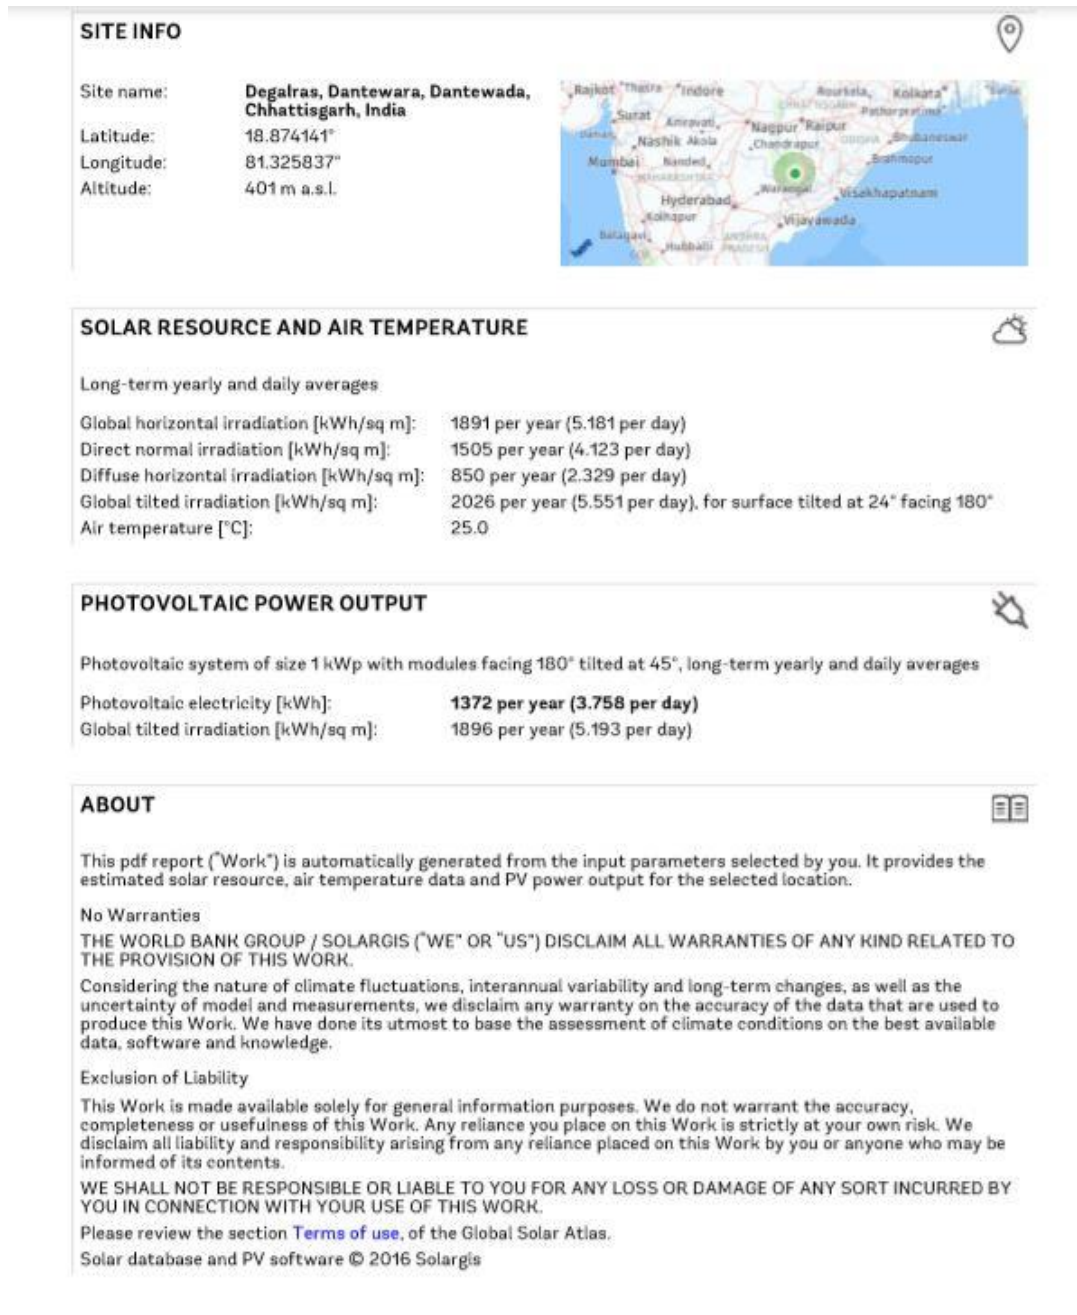 SITE INFO
Site name: Degalras, Dantewara, Dantewada,
Chhattisgarh, India
Latitude: 18.874141°
Longitude: 81.325837°
Altitude: 401 m a.s.l.
Rajkot Thasra Indore Rourkela Kolkata
Surat Amravati Nagpur Raipur
Nashik Akola Chandrapur Bhubaneswar
Mumbai Nanded Brahmapur
Warangal Visakhapatnam
Hyderabad
Kolhapur Vijayawada
Belagavi
Hubballi
SOLAR RESOURCE AND AIR TEMPERATURE
Long-term yearly and daily averages
Global horizontal irradiation [kWh/sq m]: 1891 per year (5.181 per day)
Direct normal irradiation [kWh/sq m]: 1505 per year (4.123 per day)
Diffuse horizontal irradiation [kWh/sq m]: 850 per year (2.329 per day)
Global tilted irradiation [kWh/sq m]: 2026 per year (5.551 per day), for surface tilted at 24° facing 180°
Air temperature [°C]: 25.0
PHOTOVOLTAIC POWER OUTPUT
Photovoltaic system of size 1 kWp with modules facing 180° tilted at 45°, long-term yearly and daily averages
Photovoltaic electricity [kWh]: 1372 per year (3.758 per day)
Global tilted irradiation [kWh/sq m]: 1896 per year (5.193 per day)
ABOUT
This pdf report ("Work") is automatically generated from the input parameters selected by you. It provides the
estimated solar resource, air temperature data and PV power output for the selected location.
No Warranties
THE WORLD BANK GROUP / SOLARGIS ("WE" OR "US") DISCLAIM ALL WARRANTIES OF ANY KIND RELATED TO
THE PROVISION OF THIS WORK.
Considering the nature of climate fluctuations, interannual variability and long-term changes, as well as the
uncertainty of model and measurements, we disclaim any warranty on the accuracy of the data that are used to
produce this Work. We have done its utmost to base the assessment of climate conditions on the best available
data, software and knowledge.
Exclusion of Liability
This Work is made available solely for general information purposes. We do not warrant the accuracy,
completeness or usefulness of this Work. Any reliance you place on this Work is strictly at your own risk. We
disclaim all liability and responsibility arising from any reliance placed on this Work by you or anyone who may be
informed of its contents.
WE SHALL NOT BE RESPONSIBLE OR LIABLE TO YOU FOR ANY LOSS OR DAMAGE OF ANY SORT INCURRED BY
YOU IN CONNECTION WITH YOUR USE OF THIS WORK.
Please review the section Terms of use, of the Global Solar Atlas.
Solar database and PV software © 2016 Solargis